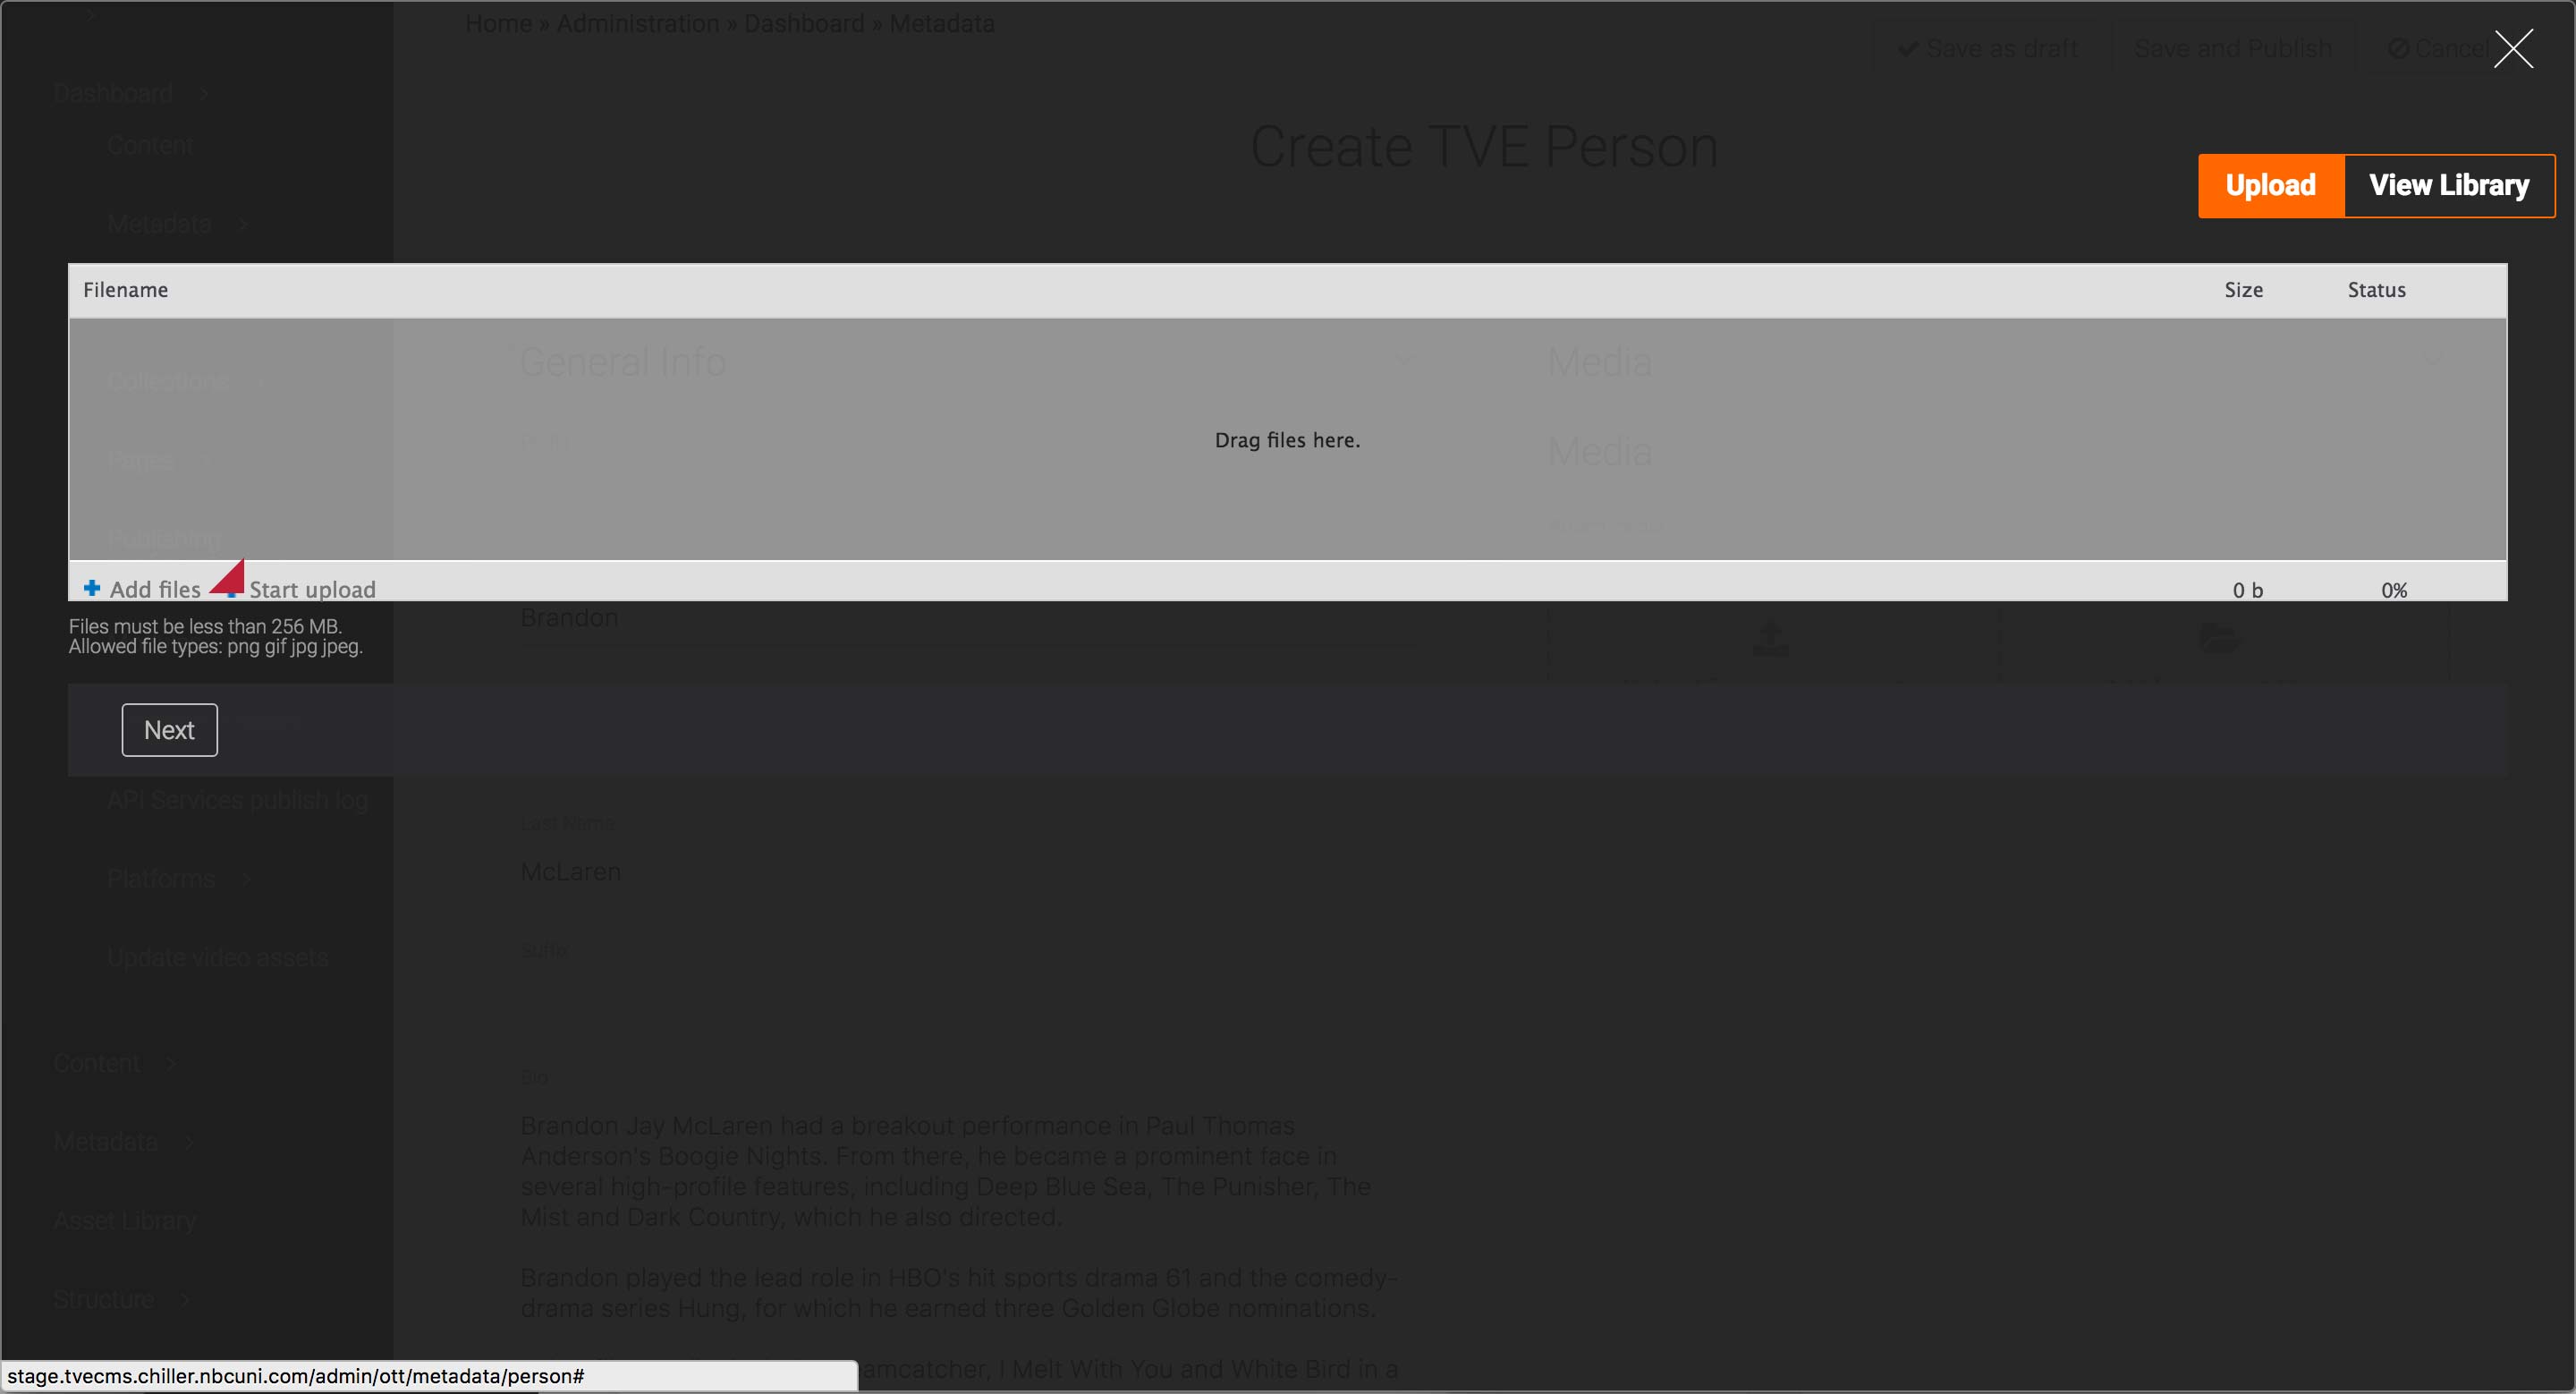 Home » Administration » Dashboard » Metadata
Save as draft
Save and Publish
Cancel
Dashboard
Content
Metadata
Create TVE Person
Upload
View Library
Filename
Size
Status
Collections
General Info
Media
Drag files here.
Pages
Media
Publishing
Add files
Start upload
0 b
0%
Files must be less than 256 MB.
Allowed file types: png gif jpg jpeg.
Brandon
Next
API Services publish log
Last Name
McLaren
Platforms
Suffix
Update video assets
Content
Bio
Brandon Jay McLaren had a breakout performance in Paul Thomas
Anderson's Boogie Nights. From there, he became a prominent face in
several high-profile features, including Deep Blue Sea, The Punisher, The
Mist and Dark Country, which he also directed.
Metadata
Asset Library
Brandon played the lead role in HBO's hit sports drama 61 and the comedy-
drama series Hung, for which he earned three Golden Globe nominations.
Structure
amcatcher, I Melt With You and White Bird in a
stage.tvecms.chiller.nbcuni.com/admin/ott/metadata/person#